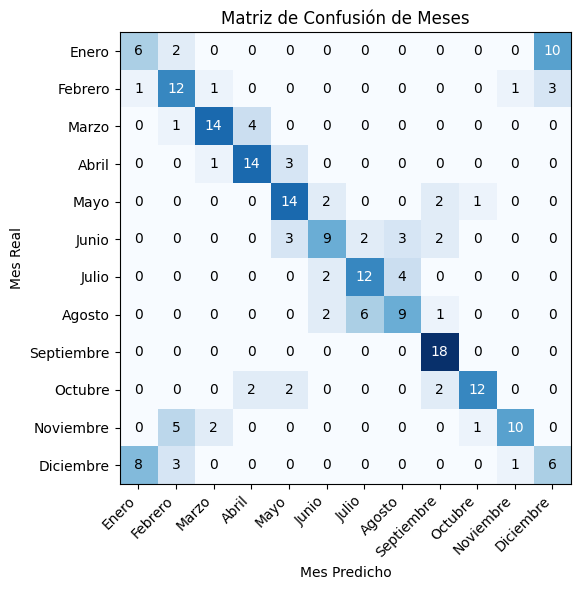 Matriz de Confusión de Meses
Enero 6 2 0 0 0 0 0 0 0 0 0 10
Febrero 1 12 1 0 0 0 0 0 0 0 1 3
Marzo 0 1 14 4 0 0 0 0 0 0 0 0
Abril 0 0 1 14 3 0 0 0 0 0 0 0
Mayo 0 0 0 0 14 2 0 0 2 1 0 0
Junio 0 0 0 0 3 9 2 3 2 0 0 0
Julio 0 0 0 0 0 2 12 4 0 0 0 0
Agosto 0 0 0 0 0 2 6 9 1 0 0 0
Septiembre 0 0 0 0 0 0 0 0 18 0 0 0
Octubre 0 0 0 2 2 0 0 0 2 12 0 0
Noviembre 0 5 2 0 0 0 0 0 0 1 10 0
Diciembre 8 3 0 0 0 0 0 0 0 0 1 6
Mes Real
Enero Febrero Marzo Abril Mayo Junio Julio Agosto Septiembre Octubre Noviembre Diciembre
Mes Predicho